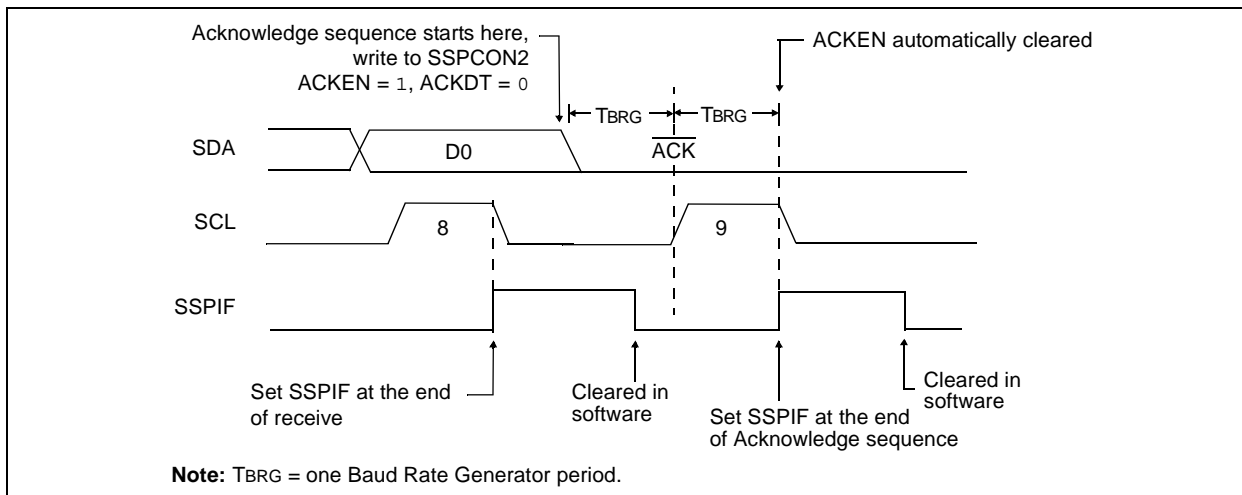 Acknowledge sequence starts here,
write to SSPCON2
ACKEN = 1, ACKDT = 0
ACKEN automatically cleared
TBRG
TBRG
SDA
D0
ACK
SCL
8
9
SSPIF
Set SSPIF at the end
of receive
Cleared in
software
Set SSPIF at the end
of Acknowledge sequence
Cleared in
software
Note: TBRG = one Baud Rate Generator period.